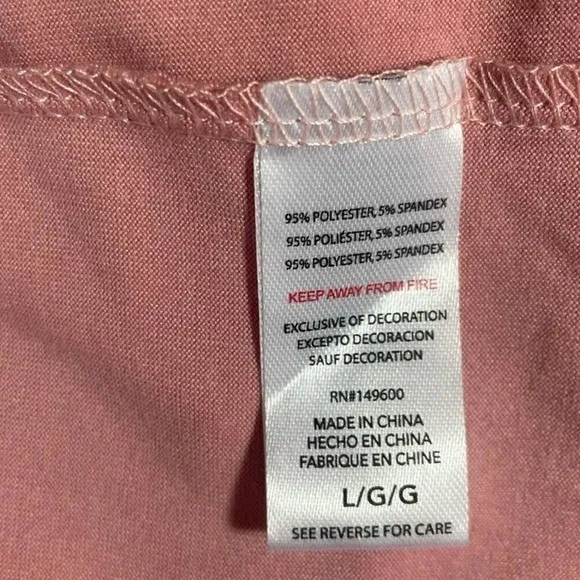 95% POLYESTER, 5% SPANDEX
95% POLIÉSTER, 5% SPANDEX
95% POLYESTER, 5% SPANDEX
KEEP AWAY FROM FIRE
EXCLUSIVE OF DECORATION
EXCEPTO DECORACION
SAUF DECORATION
RN#149600
MADE IN CHINA
HECHO EN CHINA
FABRIQUE EN CHINE
L/G/G
SEE REVERSE FOR CARE